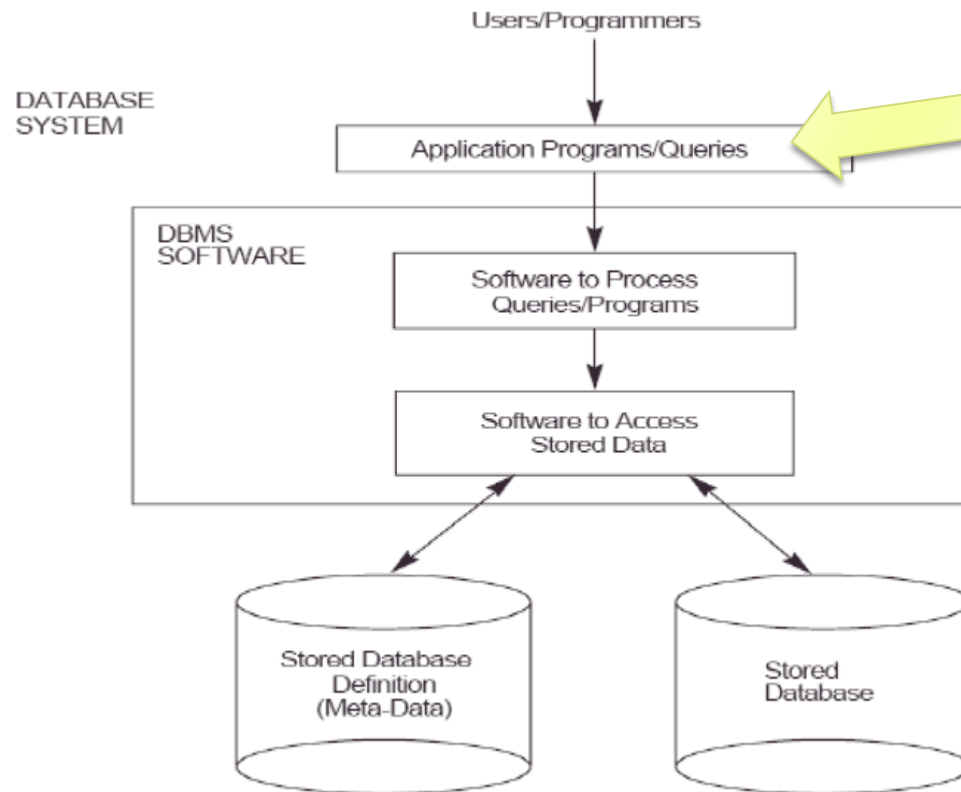 Users/Programmers
DATABASE
SYSTEM
Application Programs/Queries
DBMS
SOFTWARE
Software to Process
Queries/Programs
Software to Access
Stored Data
Stored Database
Definition
(Meta-Data)
Stored
Database